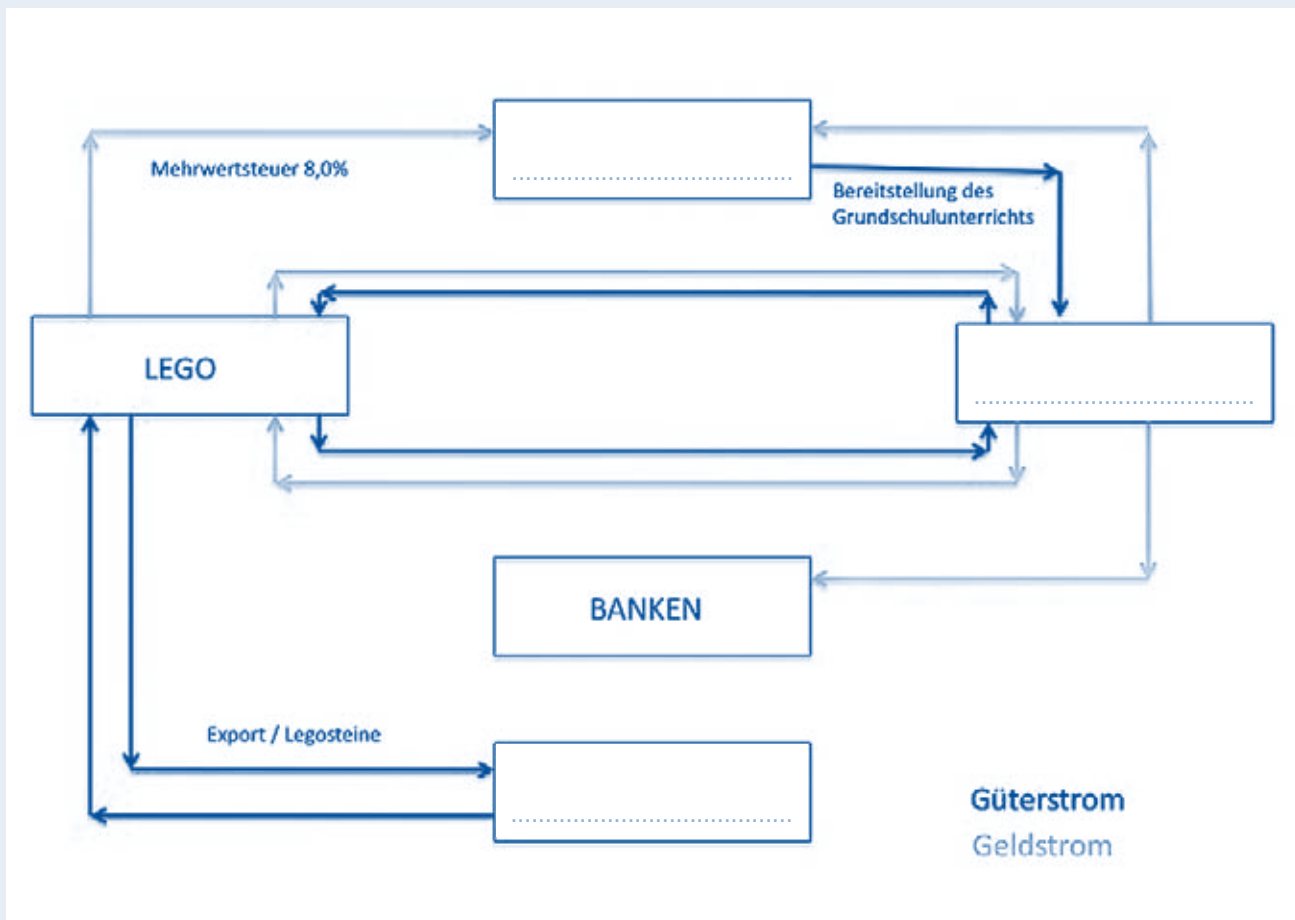 Mehrwertsteuer 8,0%
Bereitstellung des
Grundschulunterrichts
LEGO
BANKEN
Export / Legosteine
Güterstrom
Geldstrom